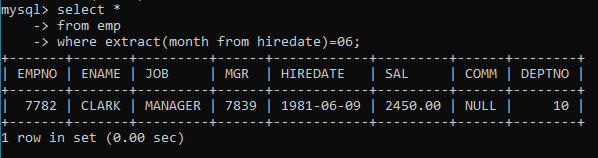 mysql> select *
    -> from emp
    -> where extract(month from hiredate)=06;
+-------+-------+---------+------+------------+---------+------+--------+
| EMPNO | ENAME | JOB     | MGR  | HIREDATE   | SAL     | COMM | DEPTNO |
+-------+-------+---------+------+------------+---------+------+--------+
|  7782 | CLARK | MANAGER | 7839 | 1981-06-09 | 2450.00 | NULL |     10 |
+-------+-------+---------+------+------------+---------+------+--------+
1 row in set (0.00 sec)